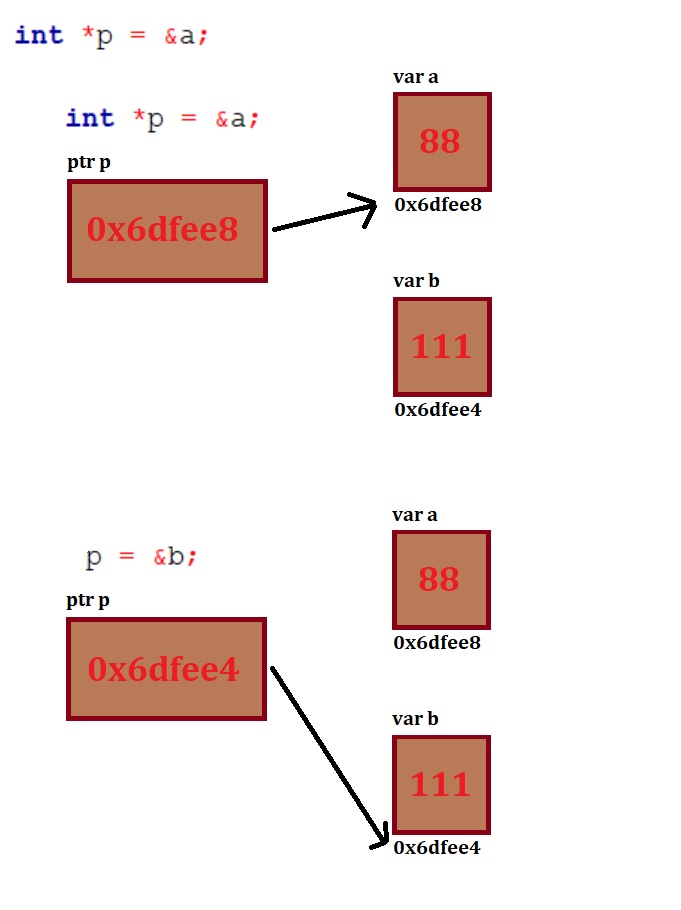 int *p = &a;
var a
int *p = &a;
88
ptr p
0x6dfee8
0x6dfee8
var b
111
0x6dfee4
var a
p = &b;
88
ptr p
0x6dfee8
0x6dfee4
var b
111
0x6dfee4